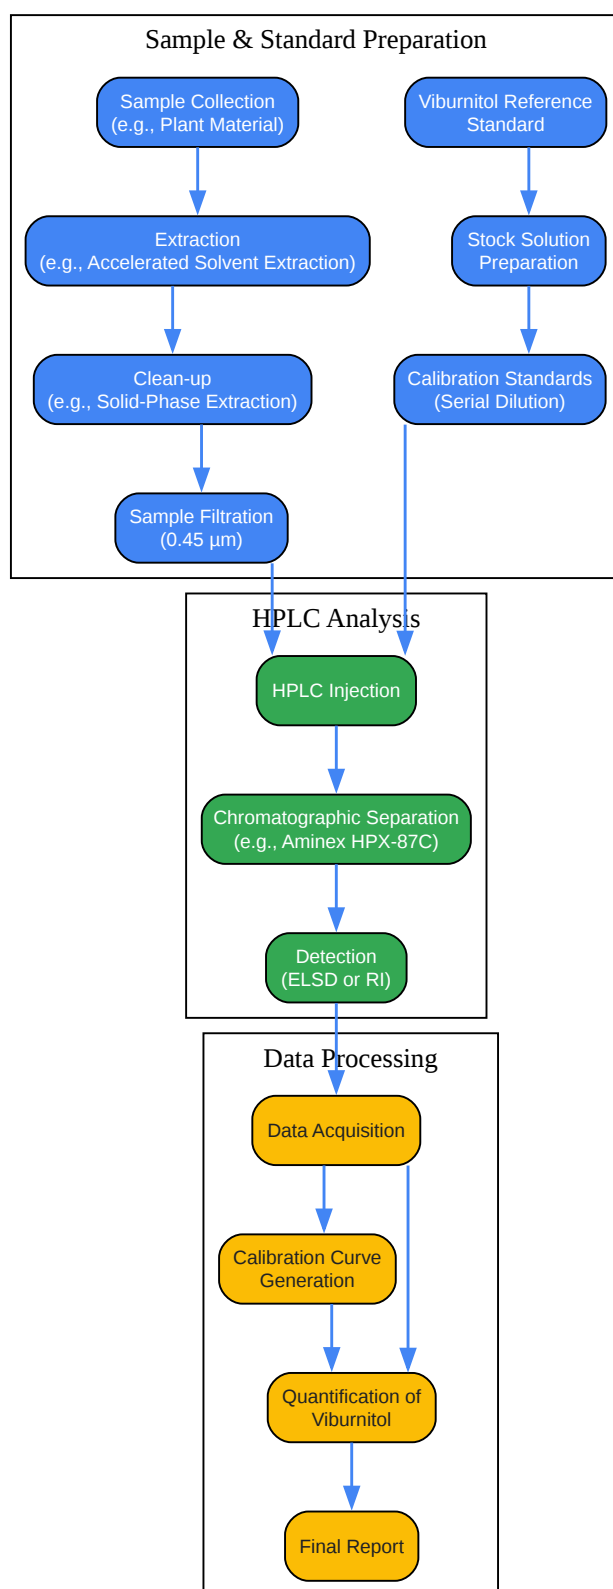 Sample & Standard Preparation
Sample Collection
(e.g., Plant Material)
Viburnitol Reference
Standard
Extraction
(e.g., Accelerated Solvent Extraction)
Stock Solution
Preparation
Clean-up
(e.g., Solid-Phase Extraction)
Calibration Standards
(Serial Dilution)
Sample Filtration
(0.45 µm)
HPLC Analysis
HPLC Injection
Chromatographic Separation
(e.g., Aminex HPX-87C)
Detection
(ELSD or RI)
Data Processing
Data Acquisition
Calibration Curve
Generation
Quantification of
Viburnitol
Final Report